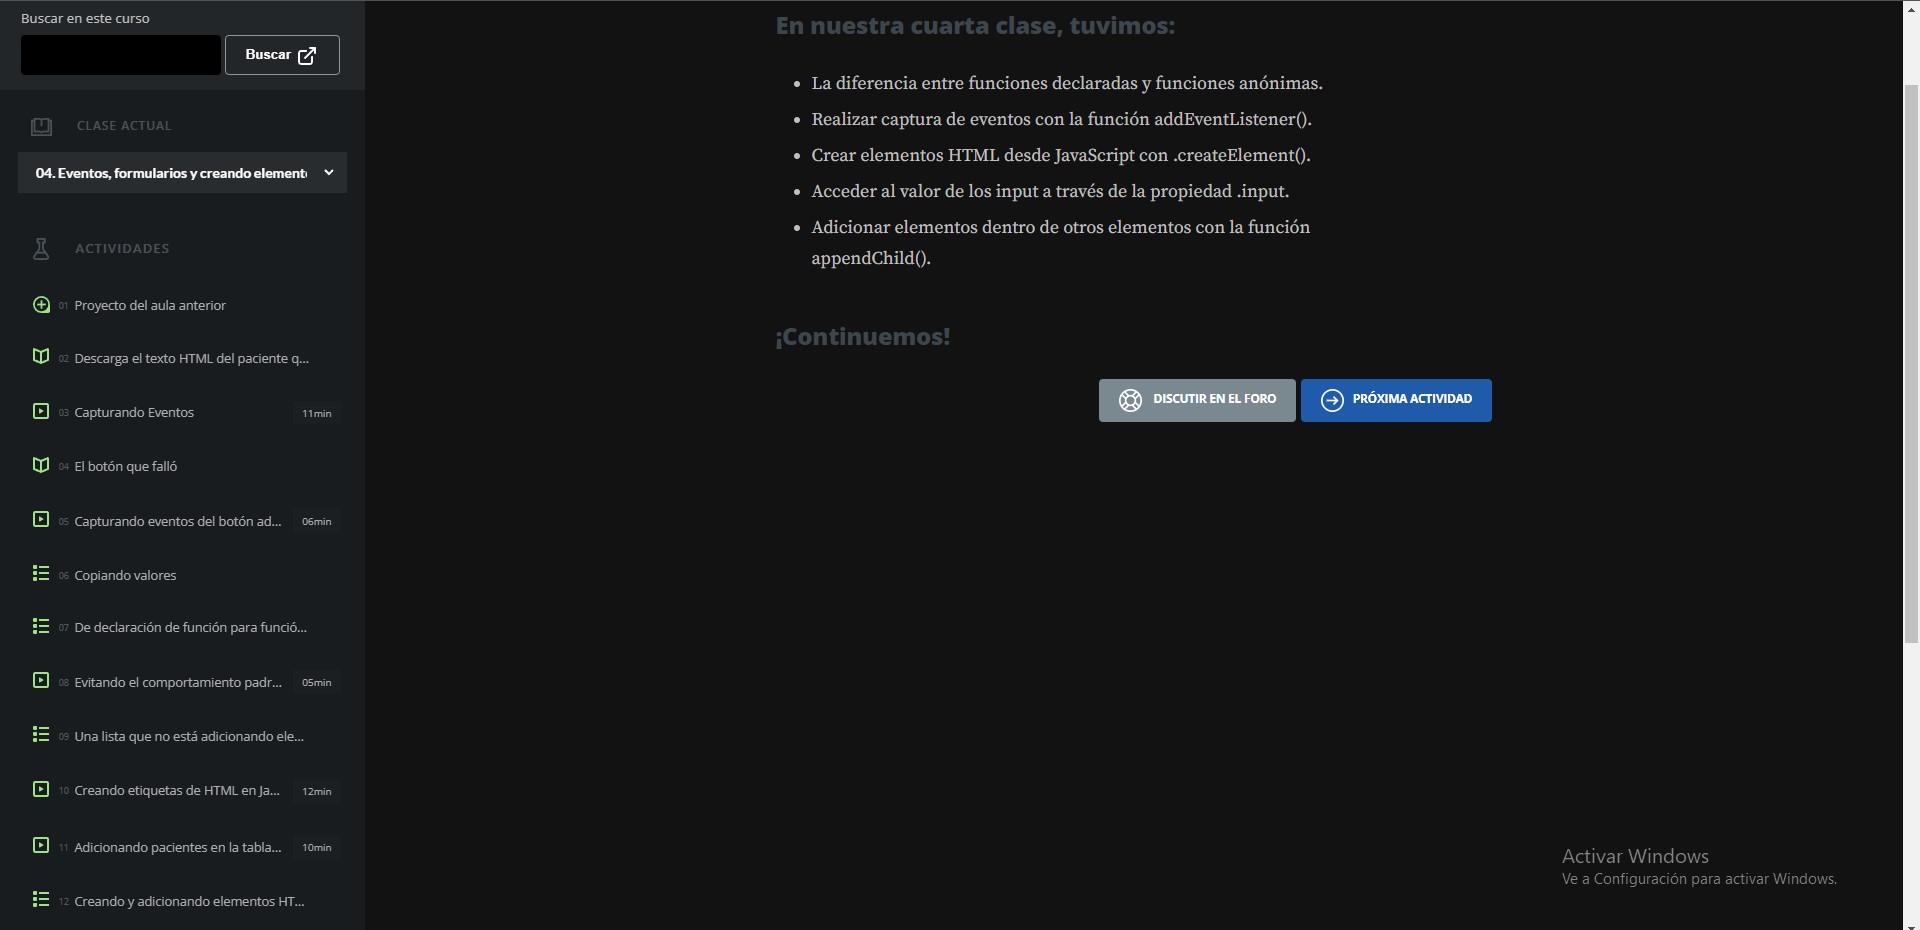 Buscar en este curso
Buscar
CLASE ACTUAL
04. Eventos, formularios y creando element
ACTIVIDADES
01 Proyecto del aula anterior
02 Descarga el texto HTML del paciente q...
03 Capturando Eventos 11min
04 El botón que falló
05 Capturando eventos del botón ad... 06min
06 Copiando valores
07 De declaración de función para funció...
08 Evitando el comportamiento padr... 05min
09 Una lista que no está adicionando ele...
10 Creando etiquetas de HTML en Ja... 12min
11 Adicionando pacientes en la tabla... 10min
12 Creando y adicionando elementos HT...
En nuestra cuarta clase, tuvimos:
• La diferencia entre funciones declaradas y funciones anónimas.
• Realizar captura de eventos con la función addEventListener().
• Crear elementos HTML desde JavaScript con .createElement().
• Acceder al valor de los input a través de la propiedad .input.
• Adicionar elementos dentro de otros elementos con la función
appendChild().
¡Continuemos!
DISCUTIR EN EL FORO
PRÓXIMA ACTIVIDAD
Activar Windows
Ve a Configuración para activar Windows.